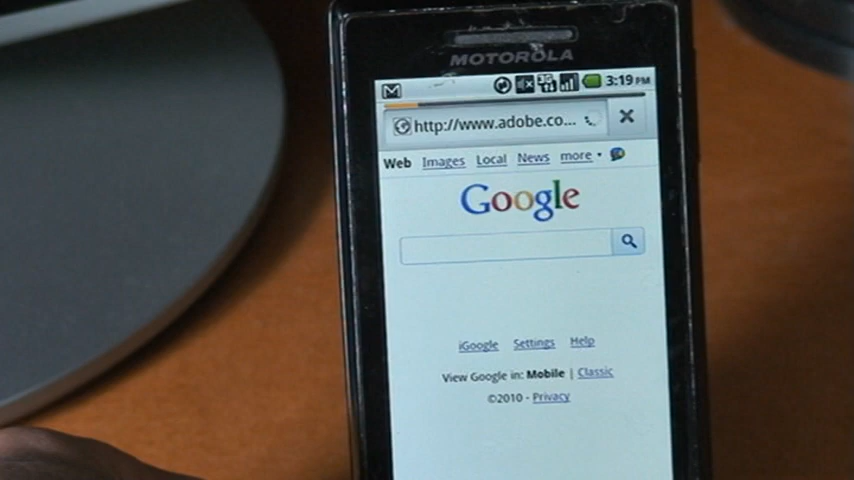 MOTOROLA
3:19 PM
http://www.adobe.co...
Web Images Local News more
Google
iGoogle Settings Help
View Google in: Mobile | Classic
©2010 - Privacy